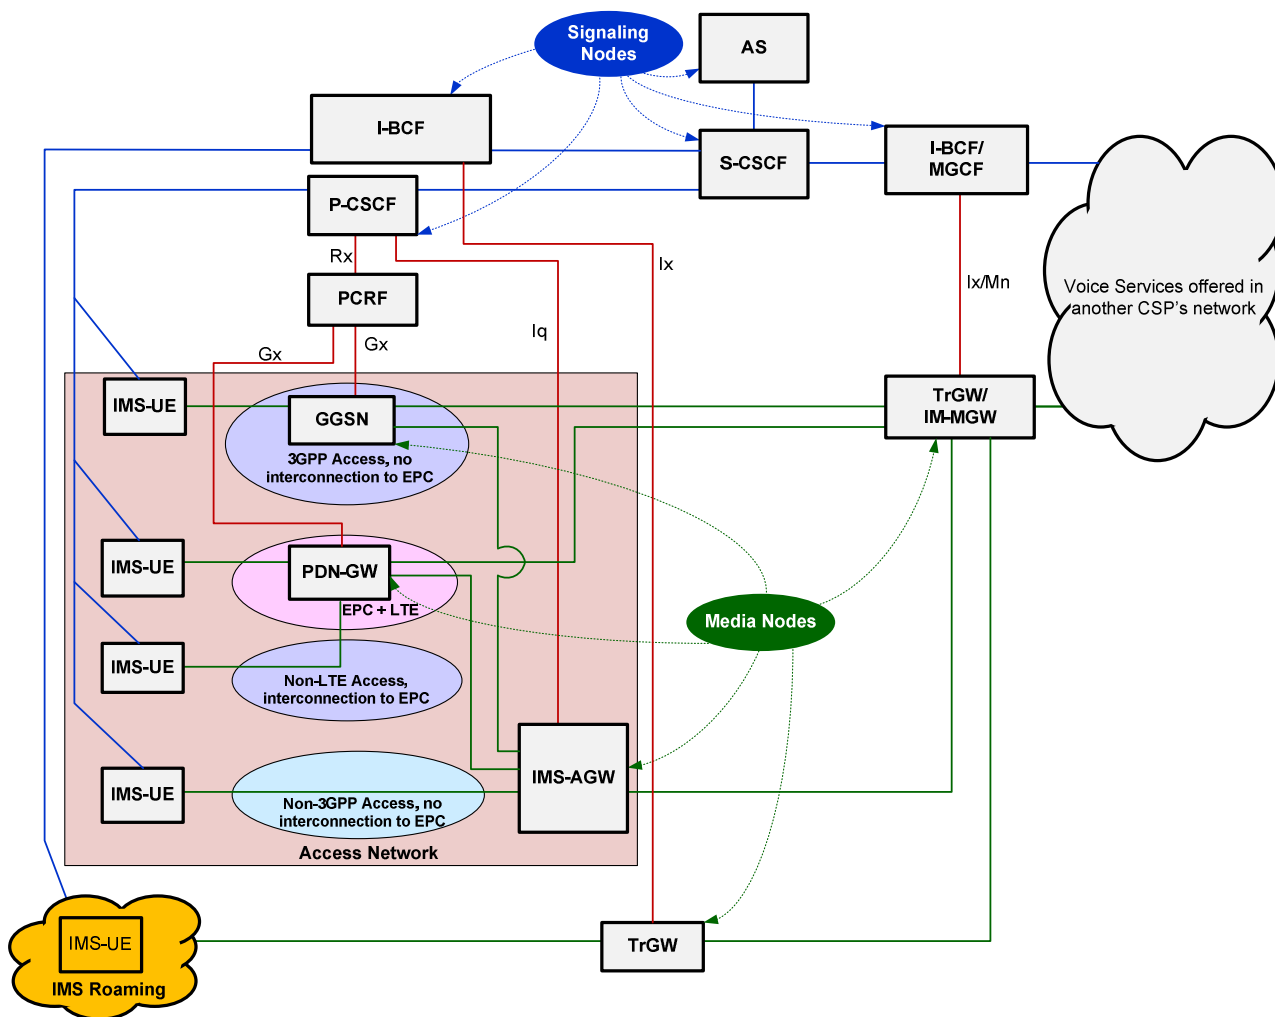 Signaling
Nodes
AS
I-BCF
S-CSCF
I-BCF/
MGCF
P-CSCF
Rx
Ix
Ix/Mn
Voice Services offered in
another CSP's network
PCRF
Iq
Gx
Gx
IMS-UE
GGSN
TrGW/
IM-MGW
3GPP Access, no
interconnection to EPC
IMS-UE
PDN-GW
EPC + LTE
Media Nodes
IMS-UE
Non-LTE Access,
interconnection to EPC
IMS-AGW
IMS-UE
Non-3GPP Access, no
interconnection to EPC
Access Network
IMS-UE
TrGW
IMS Roaming